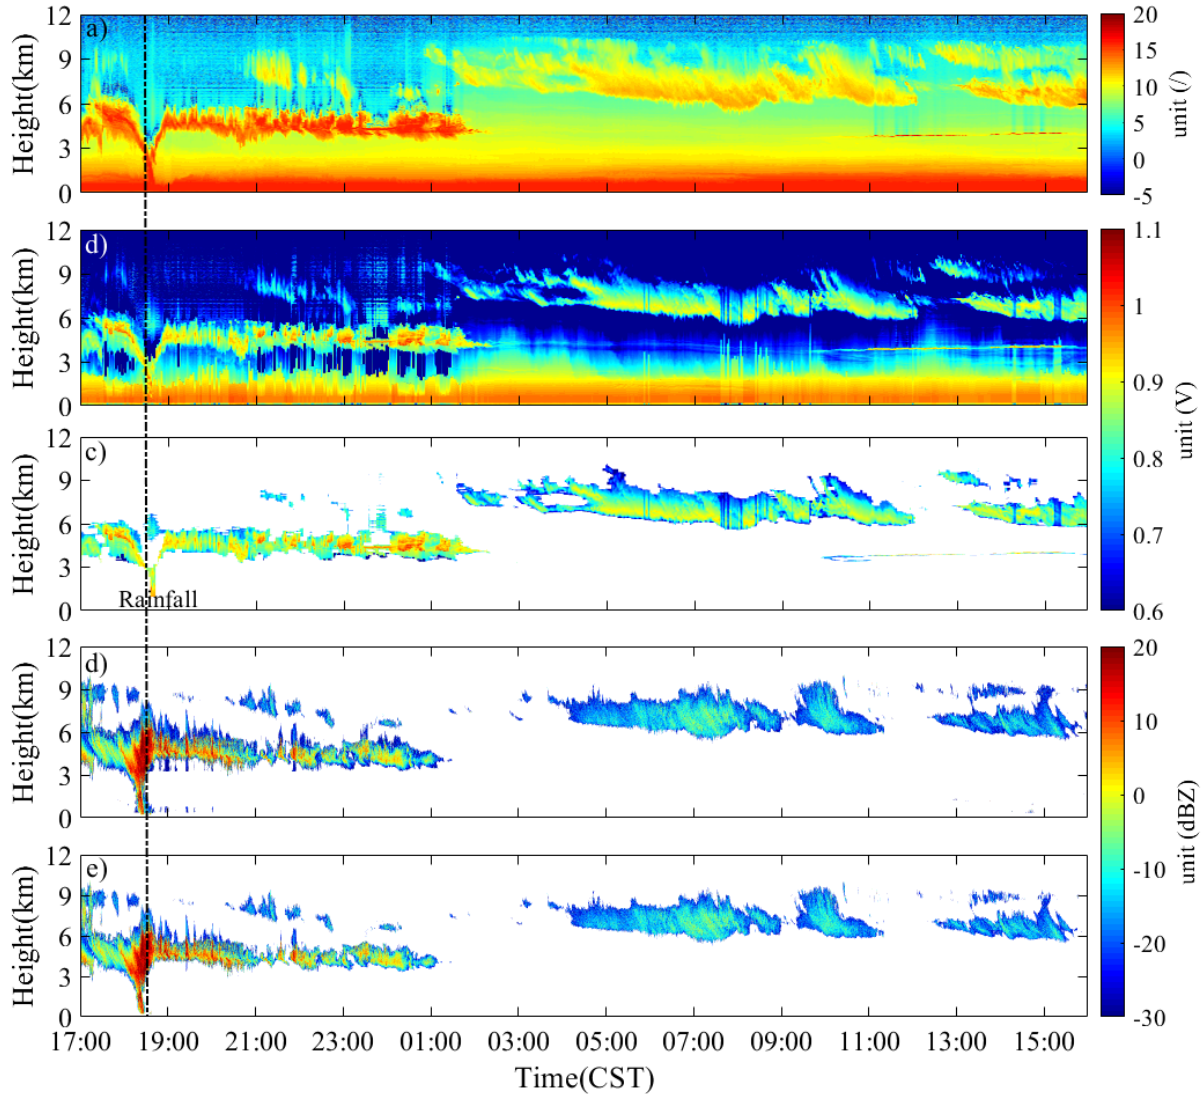 a)
Height(km)
12
9
6
3
0
20
15
10
5
0
-5
unit (/)
d)
Height(km)
12
9
6
3
0
1.1
1
0.9
0.8
0.7
0.6
unit (V)
c)
Height(km)
12
9
6
3
0
Rainfall
d)
Height(km)
12
9
6
3
0
20
10
0
-10
-20
-30
unit (dBZ)
e)
Height(km)
12
9
6
3
0
17:00 19:00 21:00 23:00 01:00 03:00 05:00 07:00 09:00 11:00 13:00 15:00
Time(CST)